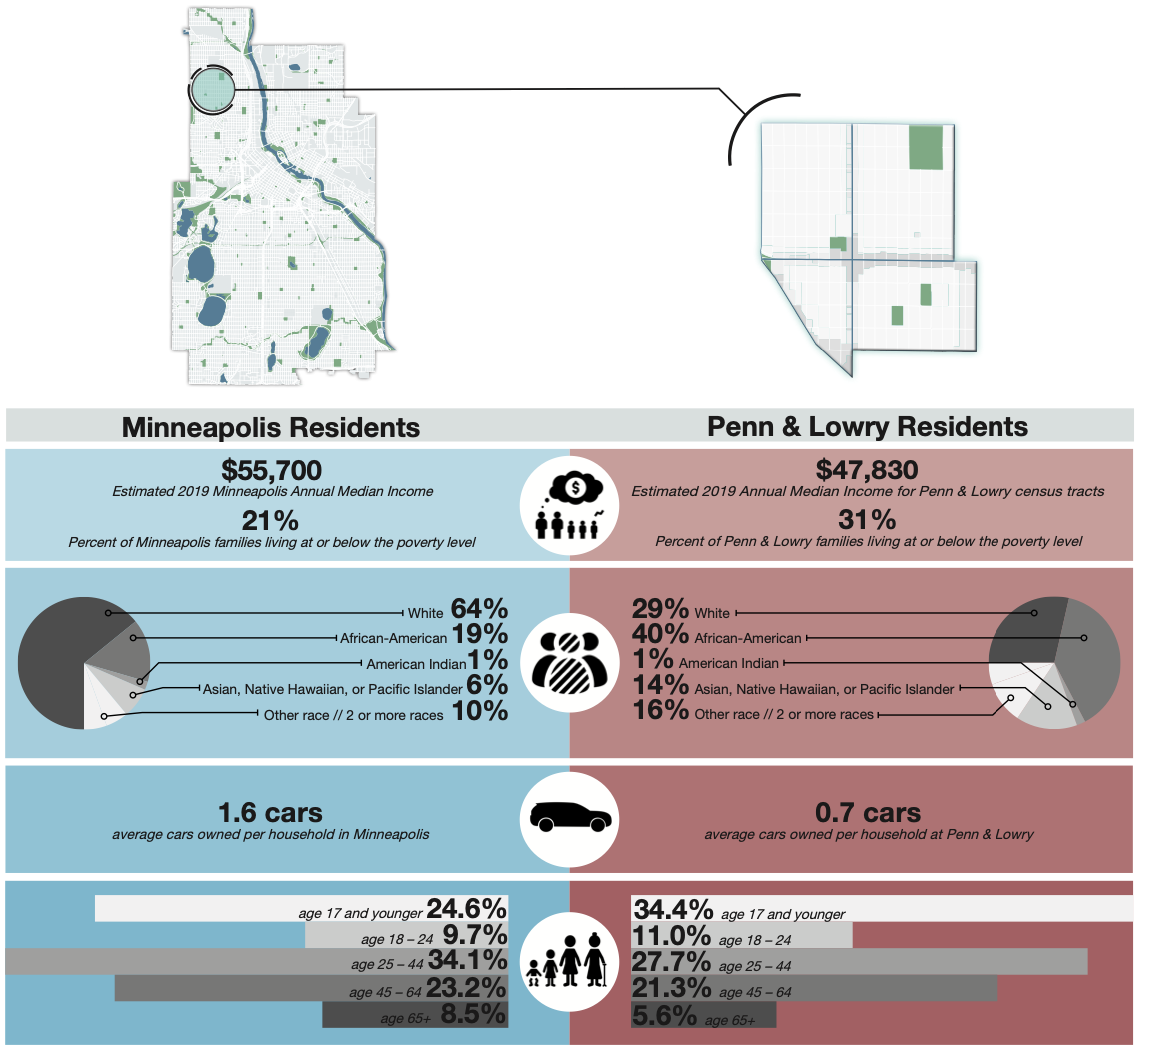 Minneapolis Residents
Penn & Lowry Residents
$55,700
Estimated 2019 Minneapolis Annual Median Income
21%
Percent of Minneapolis families living at or below the poverty level
$
$47,830
Estimated 2019 Annual Median Income for Penn & Lowry census tracts
31%
Percent of Penn & Lowry families living at or below the poverty level
White 64%
African-American 19%
American Indian 1%
Asian, Native Hawaiian, or Pacific Islander 6%
Other race // 2 or more races 10%
29% White
40% African-American
1% American Indian
14% Asian, Native Hawaiian, or Pacific Islander
16% Other race // 2 or more races
1.6 cars
average cars owned per household in Minneapolis
0.7 cars
average cars owned per household at Penn & Lowry
age 17 and younger 24.6%
age 18 – 24 9.7%
age 25 – 44 34.1%
age 45 – 64 23.2%
age 65+ 8.5%
34.4% age 17 and younger
11.0% age 18 – 24
27.7% age 25 – 44
21.3% age 45 – 64
5.6% age 65+